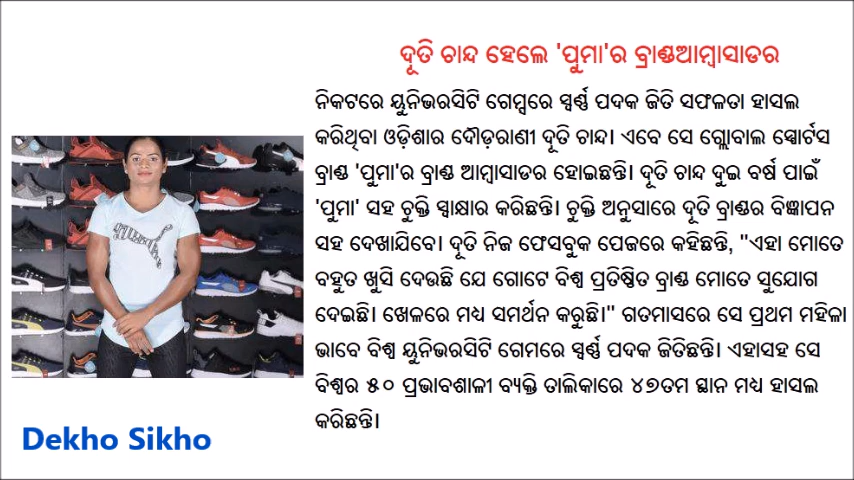 ଦୂତି ଚାନ୍ଦ ହେଲେ 'ପୁମା'ର ବ୍ରାଣ୍ଡଆମ୍ବାସାଡର
ନିକଟରେ ୟୁନିଭରସିଟି ଗେମ୍ସରେ ସ୍ବର୍ଣ୍ଣ ପଦକ ଜିତି ସଫଳତା ହାସଲ
କରିଥିବା ଓଡ଼ିଶାର ଦୌଡ଼ରାଣୀ ଦୂତି ଚାନ୍ଦ। ଏବେ ସେ ଗ୍ଲୋବାଲ ସ୍ପୋର୍ଟସ
ବ୍ରାଣ୍ଡ 'ପୁମା'ର ବ୍ରାଣ୍ଡ ଆମ୍ବାସାଡର ହୋଇଛନ୍ତି। ଦୂତି ଚାନ୍ଦ ଦୁଇ ବର୍ଷ ପାଇଁ
'ପୁମା' ସହ ଚୁକ୍ତି ସ୍ୱାକ୍ଷାର କରିଛନ୍ତି। ଚୁକ୍ତି ଅନୁସାରେ ଦୂତି ବ୍ରାଣ୍ଡର ବିଜ୍ଞାପନ
ସହ ଦେଖାଯିବେ। ଦୂତି ନିଜ ଫେସବୁକ ପେଜରେ କହିଛନ୍ତି, "ଏହା ମୋତେ
ବହୁତ ଖୁସି ଦେଉଛି ଯେ ଗୋଟେ ବିଶ୍ୱ ପ୍ରତିଷ୍ଠିତ ବ୍ରାଣ୍ଡ ମୋତେ ସୁଯୋଗ
ଦେଇଛି। ଖେଳରେ ମଧ୍ୟ ସମର୍ଥନ କରୁଛି।" ଗତମାସରେ ସେ ପ୍ରଥମ ମହିଳା
ଭାବେ ବିଶ୍ୱ ୟୁନିଭରସିଟି ଗେମରେ ସ୍ବର୍ଣ୍ଣ ପଦକ ଜିତିଛନ୍ତି। ଏହାସହ ସେ
ବିଶ୍ୱର ୫୦ ପ୍ରଭାବଶାଳୀ ବ୍ୟକ୍ତି ତାଲିକାରେ ୪୭ତମ ସ୍ଥାନ ମଧ୍ୟ ହାସଲ
କରିଛନ୍ତି।
Dekho Sikho